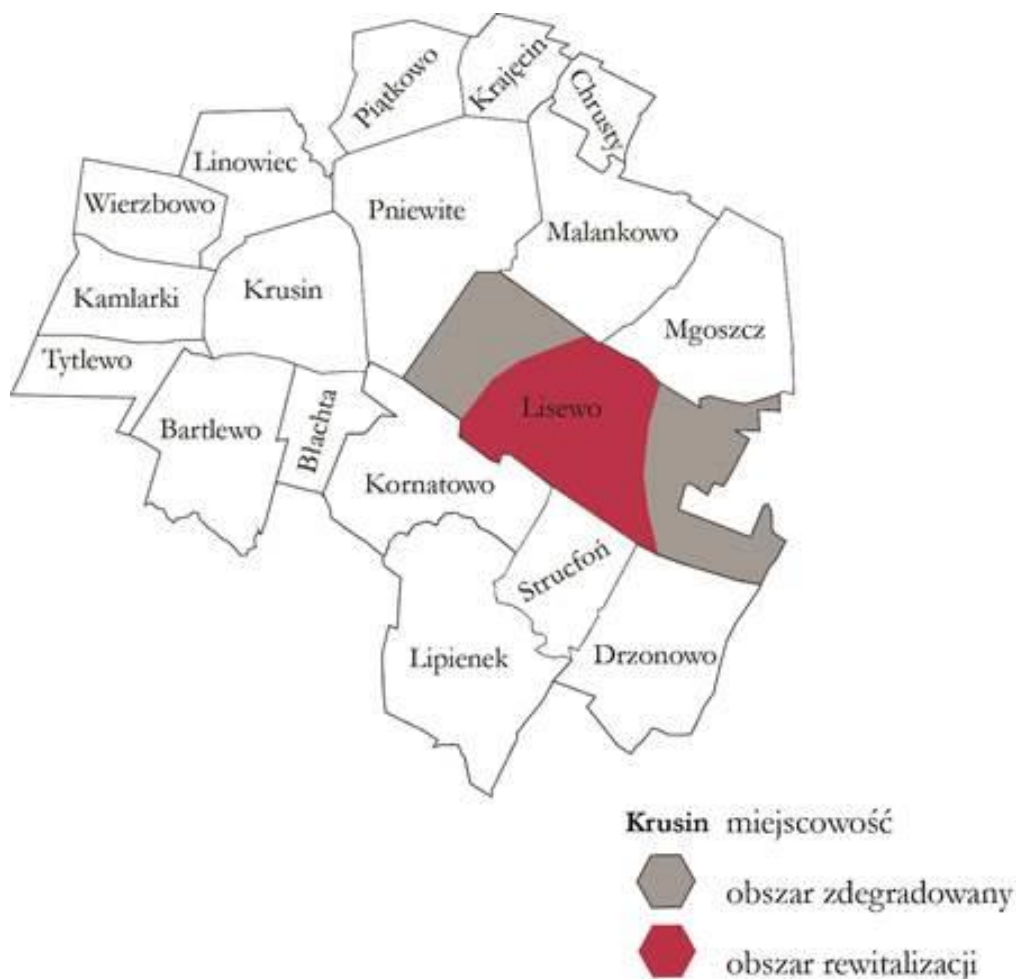 Piątkowo
Krajęcin
Chrusty
Linowiec
Wierzbowo
Pniewite
Malankowo
Kamlarki
Krusin
Mgoszcz
Tytlewo
Lisewo
Bartlewo
Błachta
Kornatowo
Strucfoń
Lipienek
Drzonowo
Krusin miejscowość
obszar zdegradowany
obszar rewitalizacji